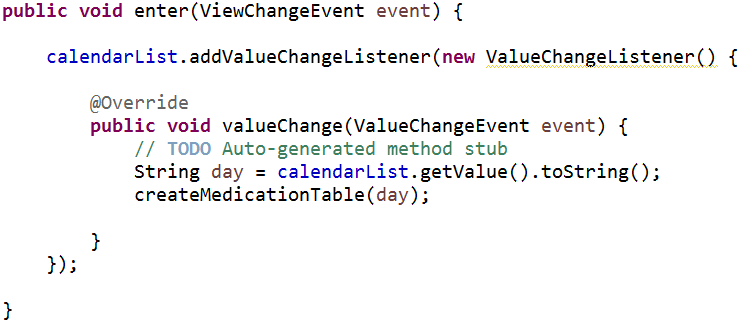 public void enter(ViewChangeEvent event) {
calendarList.addValueChangeListener(new ValueChangeListener() {
@Override
public void valueChange(ValueChangeEvent event) {
// TODO Auto-generated method stub
String day = calendarList.getValue().toString();
createMedicationTable(day);
}
});
}